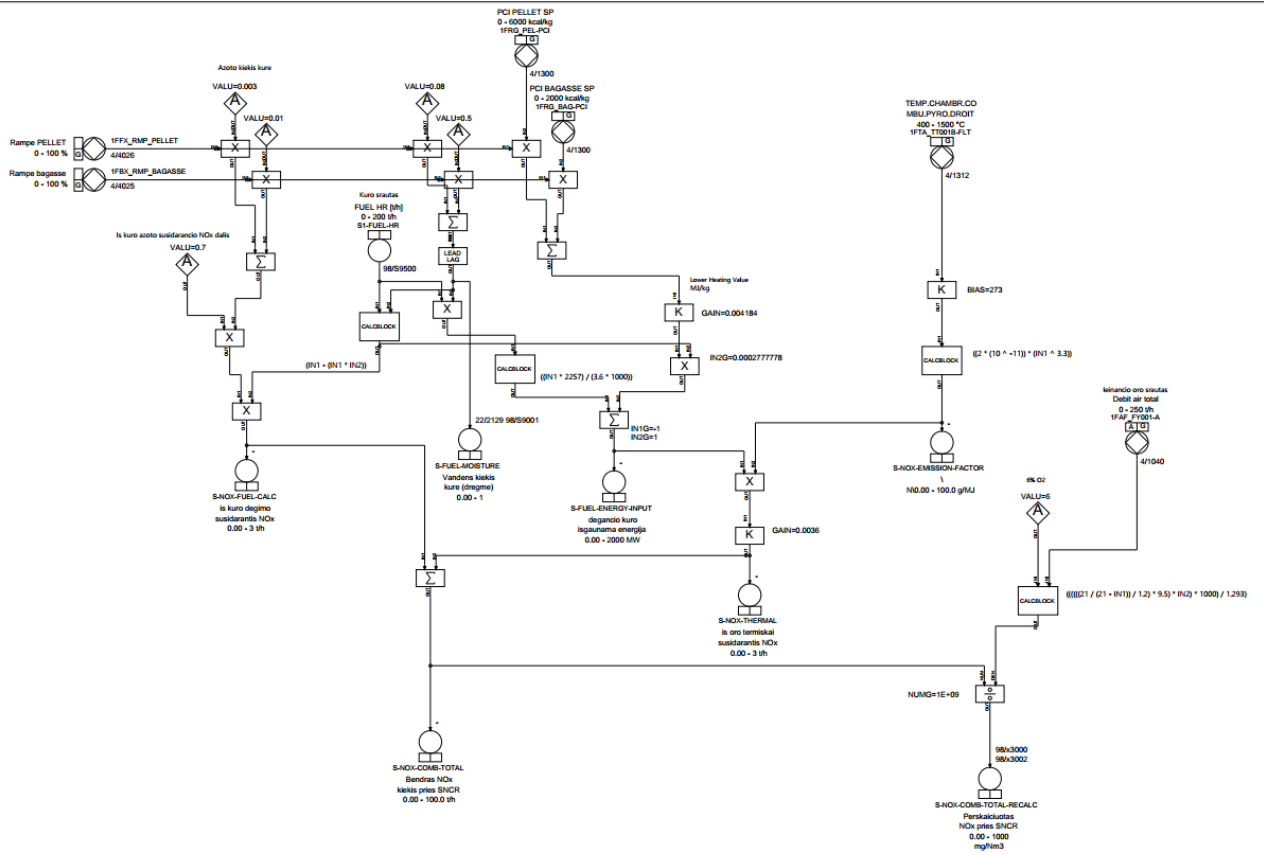 PCI PELLET SP
0 - 6000 kcal/kg
1FRG_PEL-PCI
G
4/1300
Azoto kiekis kure
VALU=0.003
A
VALU=0.01
A
VALU=0.08
A
VALU=0.5
A
PCI BAGASSE SP
0 - 2000 kcal/kg
1FRG_BAG-PCI
G
4/1300
TEMP.CHAMBR.CO
MBU.PYRO.DROIT
400 - 1500 °C
1FTA_TT001B-FLT
G
4/1312
Rampe PELLET
0 - 100 %
G
1FFX_RMP_PELLET
4/4026
X
X
X
Rampe bagasse
0 - 100 %
G
1FBX_RMP_BAGASSE
4/4025
X
X
X
Kuro srautas
FUEL HR [t/h]
0 - 200 t/h
S1-FUEL-HR
98/S9500
Is kuro azoto susidarancio NOx dalis
VALU=0.7
A
Σ
Σ
LEAD
LAG
Σ
Lower Heating Value
MJ/kg
K
GAIN=0.004184
K
BIAS=273
X
CALCBLOCK
X
CALCBLOCK
((2 * (10 ^ -11)) * (IN1 ^ 3.3))
(IN1 - (IN1 * IN2))
CALCBLOCK
((IN1 * 2257) / (3.6 * 1000))
X
IN2G=0.0002777778
X
22/2129 98/S9001
Σ
IN1G=-1
IN2G=1
leinancio oro srautas
Debit air total
0 - 250 t/h
1FAF_FY001-A
A G
4/1040
S-NOX-FUEL-CALC
is kuro degimo
susidarantis NOx
0.00 - 3 t/h
S-FUEL-MOISTURE
Vandens kiekis
kure (dregme)
0.00 - 1
S-FUEL-ENERGY-INPUT
degancio kuro
isgaunama energija
0.00 - 2000 MW
X
K
GAIN=0.0036
S-NOX-EMISSION-FACTOR
\
N\0.00 - 100.0 g/MJ
6% O2
VALU=6
A
Σ
CALCBLOCK
((((((21 / (21 - IN1)) / 1.2) * 9.5) * IN2) * 1000) / 1.293)
S-NOX-THERMAL
is oro termiskai
susidarantis NOx
0.00 - 3 t/h
NUMG=1E+09
÷
98/x3000
98/x3002
S-NOX-COMB-TOTAL
Bendras NOx
kiekis pries SNCR
0.00 - 100.0 t/h
S-NOX-COMB-TOTAL-RECALC
Perskaiciuotas
NOx pries SNCR
0.00 - 1000
mg/Nm3